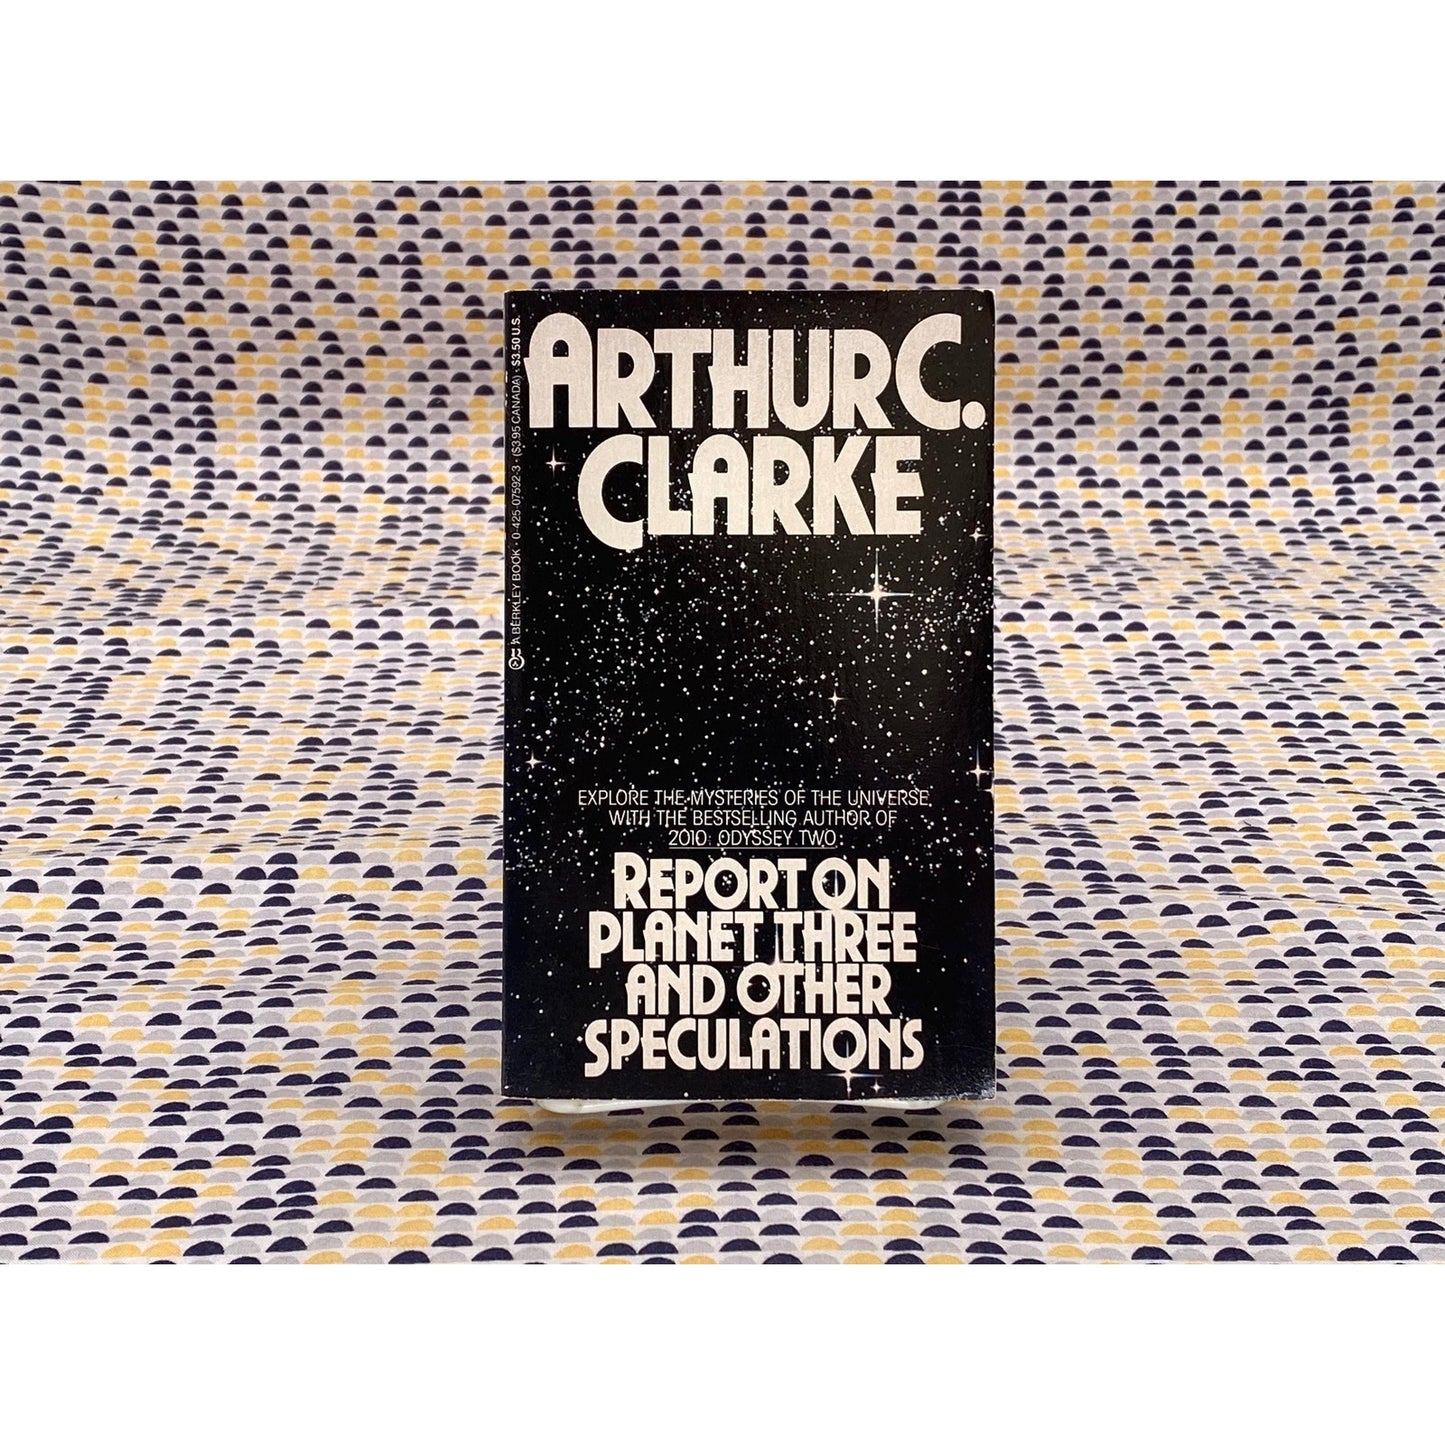 ARTHUR C.
CLARKE
EXPLORE THE MYSTERIES OF THE UNIVERSE
WITH THE BESTSELLING AUTHOR OF
2010: ODYSSEY TWO
REPORT ON
PLANET THREE
AND OTHER
SPECULATIONS
A BERKLEY BOOK · 0-425-07592-3 · ($3.95 CANADA) · $3.50 U.S.